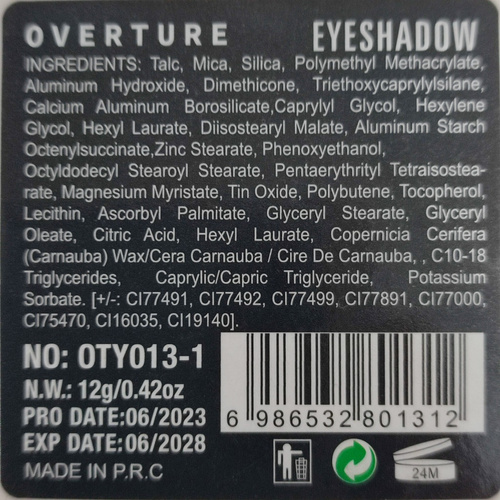 OVERTURE EYESHADOW
INGREDIENTS: Talc, Mica, Silica, Polymethyl Methacrylate,
Aluminum Hydroxide, Dimethicone, Triethoxycaprylylsilane,
Calcium Aluminum Borosilicate,Caprylyl Glycol, Hexylene
Glycol, Hexyl Laurate, Diisostearyl Malate, Aluminum Starch
Octenylsuccinate,Zinc Stearate, Phenoxyethanol,
Octyldodecyl Stearoyl Stearate, Pentaerythrityl Tetraisostea-
rate, Magnesium Myristate, Tin Oxide, Polybutene, Tocopherol,
Lecithin, Ascorbyl Palmitate, Glyceryl Stearate, Glyceryl
Oleate, Citric Acid, Hexyl Laurate, Copernicia Cerifera
(Carnauba) Wax/Cera Carnauba / Cire De Carnauba, , C10-18
Triglycerides, Caprylic/Capric Triglyceride, Potassium
Sorbate. [+/-: CI77491, CI77492, CI77499, CI77891, CI77000,
CI75470, CI16035, CI19140].
NO: OTY013-1
N.W.: 12g/0.42oz
PRO DATE:06/2023
EXP DATE:06/2028
MADE IN P.R.C
6 986532 801312
24M